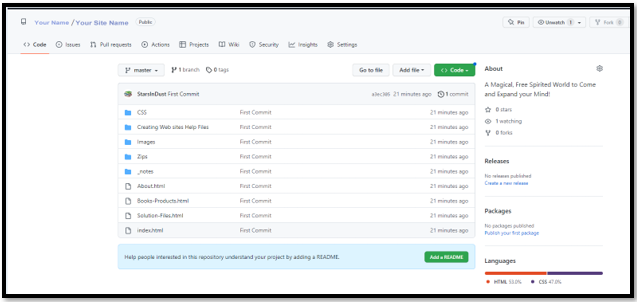 Your Name / Your Site Name Public
Pin Unwatch 1 Fork 0
Code Issues Pull requests Actions Projects Wiki Security Insights Settings
master 1 branch 0 tags Go to file Add file Code
StarsInDust First Commit 21 minutes ago 1 commit
CSS First Commit 21 minutes ago
Creating Web sites Help Files First Commit 21 minutes ago
Images First Commit 21 minutes ago
Zips First Commit 21 minutes ago
_notes First Commit 21 minutes ago
About.html First Commit 21 minutes ago
Books-Products.html First Commit 21 minutes ago
Solution-Files.html First Commit 21 minutes ago
index.html First Commit 21 minutes ago
Help people interested in this repository understand your project by adding a README. Add a README
About
A Magical, Free Spirited World to Come
and Expand your Mind!
0 stars
1 watching
0 forks
Releases
No releases published
Create a new release
Packages
No packages published
Publish your first package
Languages
HTML 53.0% CSS 47.0%